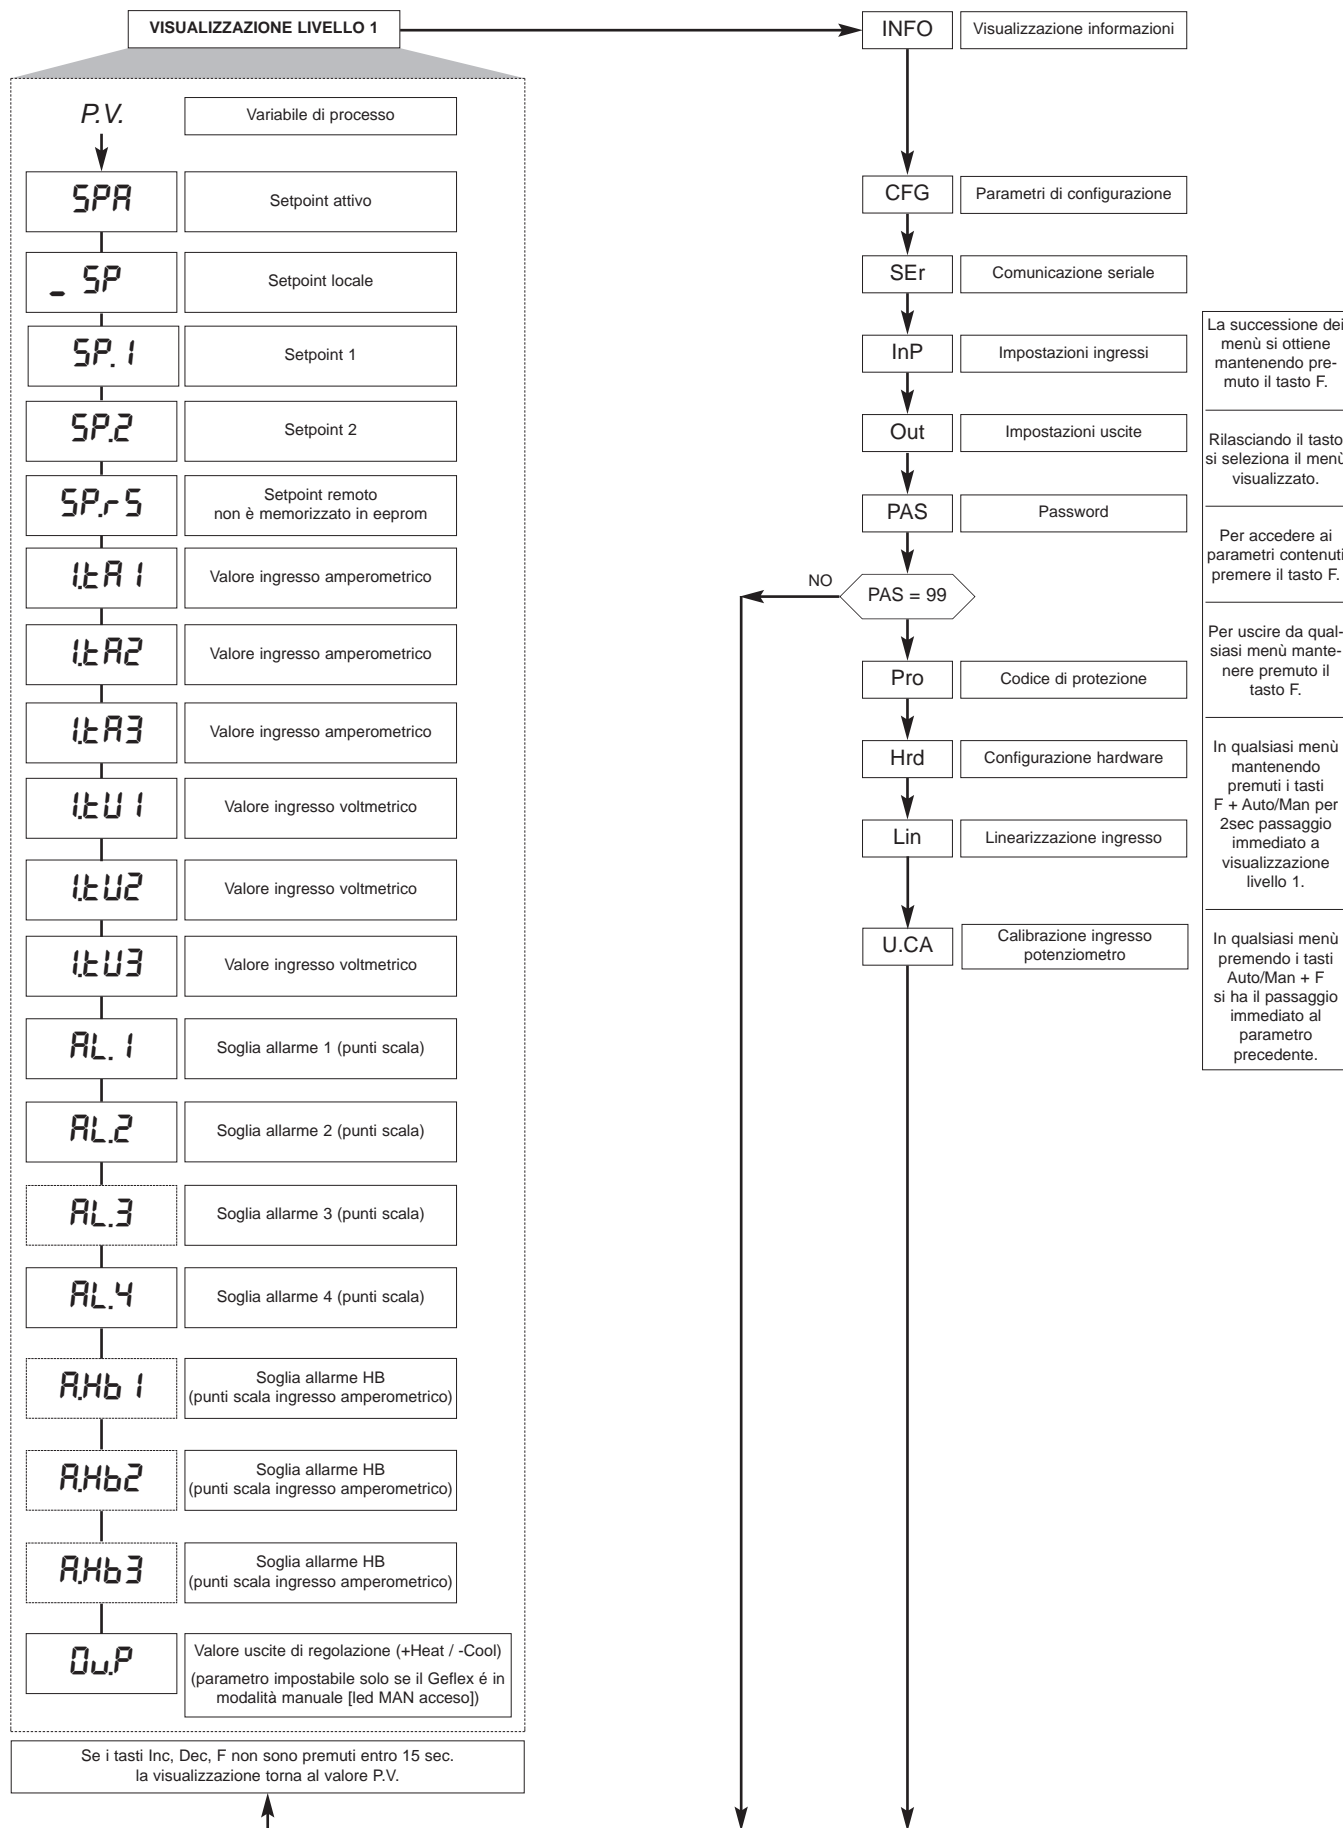 VISUALIZZAZIONE LIVELLO 1
P.V.
Variabile di processo
SPA
Setpoint attivo
_ SP
Setpoint locale
SP.1
Setpoint 1
SP.2
Setpoint 2
SP.rS
Setpoint remoto
non è memorizzato in eeprom
I.tA1
Valore ingresso amperometrico
I.tA2
Valore ingresso amperometrico
I.tA3
Valore ingresso amperometrico
I.tU1
Valore ingresso voltmetrico
I.tU2
Valore ingresso voltmetrico
I.tU3
Valore ingresso voltmetrico
AL.1
Soglia allarme 1 (punti scala)
AL.2
Soglia allarme 2 (punti scala)
AL.3
Soglia allarme 3 (punti scala)
AL.4
Soglia allarme 4 (punti scala)
A.Hb1
Soglia allarme HB
(punti scala ingresso amperometrico)
A.Hb2
Soglia allarme HB
(punti scala ingresso amperometrico)
A.Hb3
Soglia allarme HB
(punti scala ingresso amperometrico)
Ou.P
Valore uscite di regolazione (+Heat / -Cool)
(parametro impostabile solo se il Geflex é in
modalità manuale [led MAN acceso])
Se i tasti Inc, Dec, F non sono premuti entro 15 sec.
la visualizzazione torna al valore P.V.
INFO
Visualizzazione informazioni
CFG
Parametri di configurazione
SEr
Comunicazione seriale
InP
Impostazioni ingressi
Out
Impostazioni uscite
PAS
Password
NO
PAS = 99
Pro
Codice di protezione
Hrd
Configurazione hardware
Lin
Linearizzazione ingresso
U.CA
Calibrazione ingresso
potenziometro
La successione dei
menù si ottiene
mantenendo pre-
muto il tasto F.
Rilasciando il tasto
si seleziona il menù
visualizzato.
Per accedere ai
parametri contenuti
premere il tasto F.
Per uscire da qual-
siasi menù mante-
nere premuto il
tasto F.
In qualsiasi menù
mantenendo
premuti i tasti
F + Auto/Man per
2sec passaggio
immediato a
visualizzazione
livello 1.
In qualsiasi menù
premendo i tasti
Auto/Man + F
si ha il passaggio
immediato al
parametro
precedente.